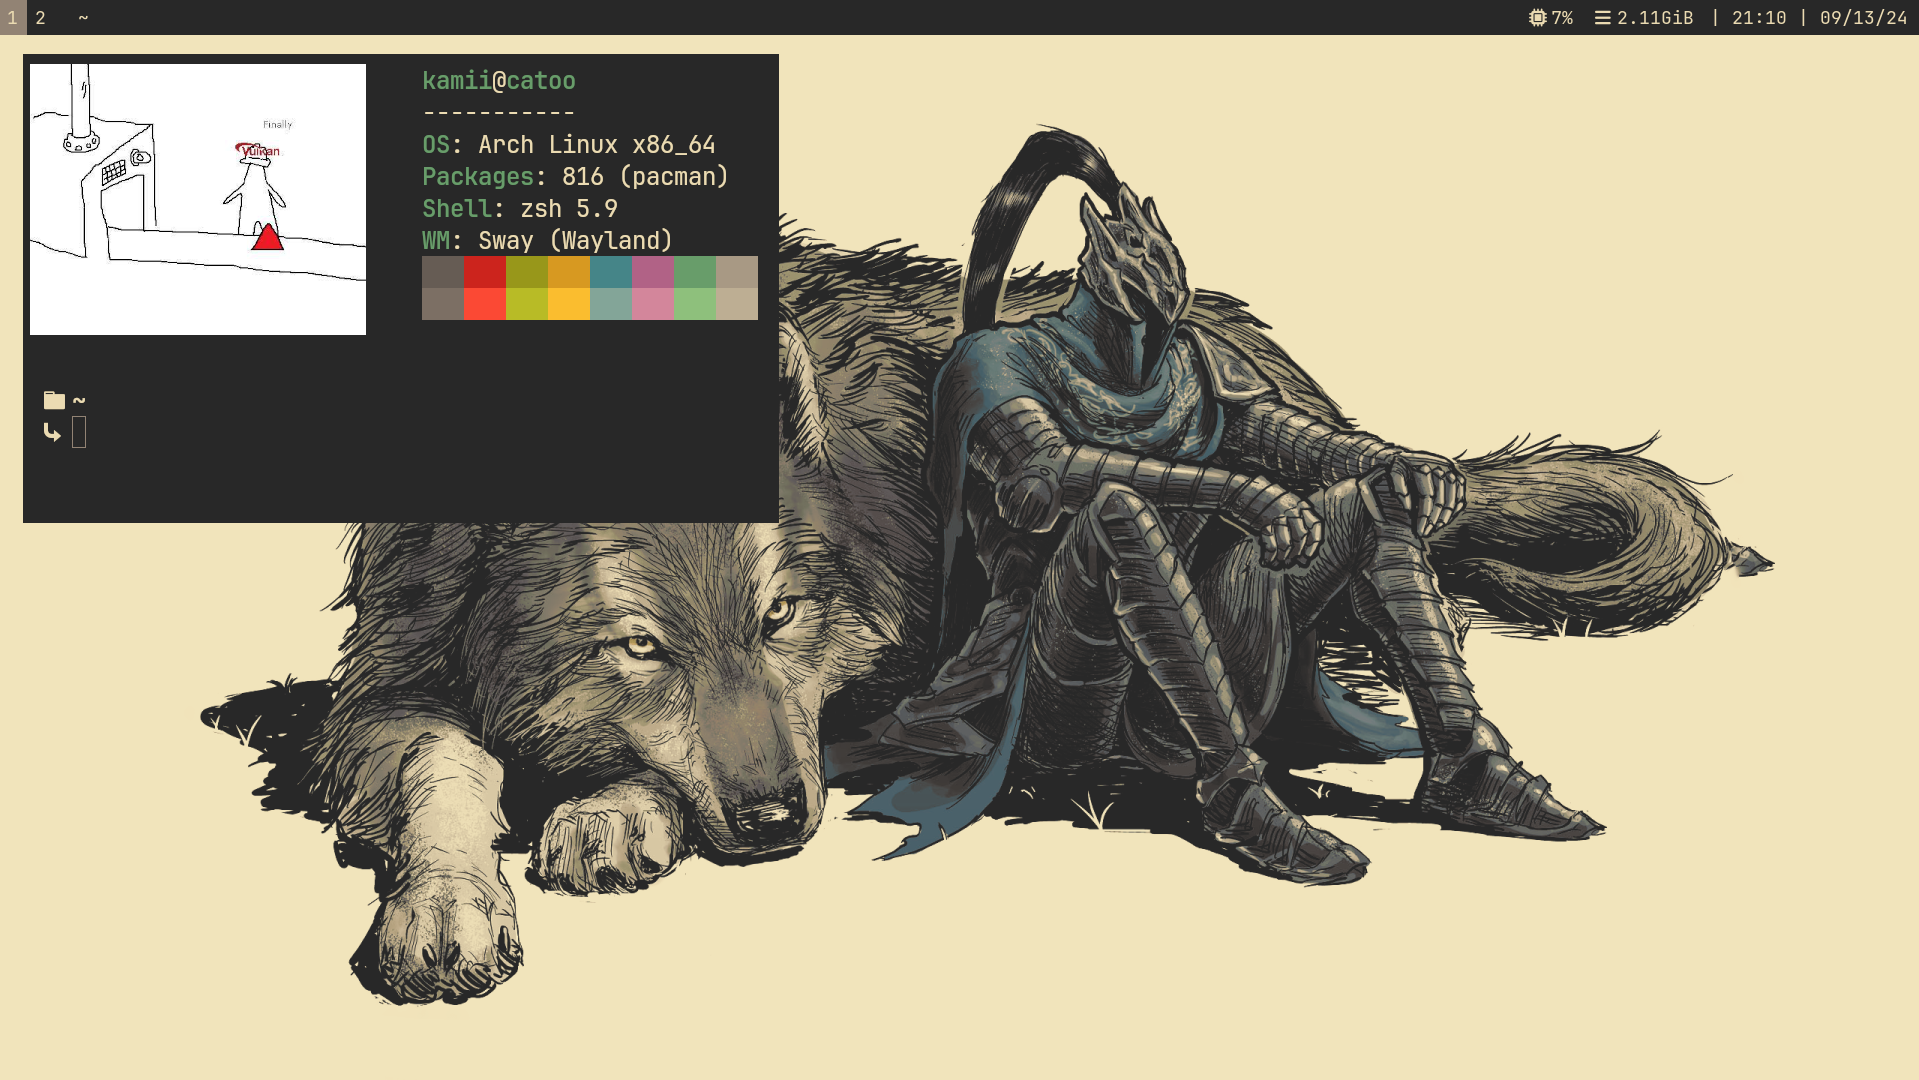 1 2 ~ 7% 2.11GiB | 21:10 | 09/13/24
Finally
Vulkan
kamii@catoo
-----------
OS: Arch Linux x86_64
Packages: 816 (pacman)
Shell: zsh 5.9
WM: Sway (Wayland)
~